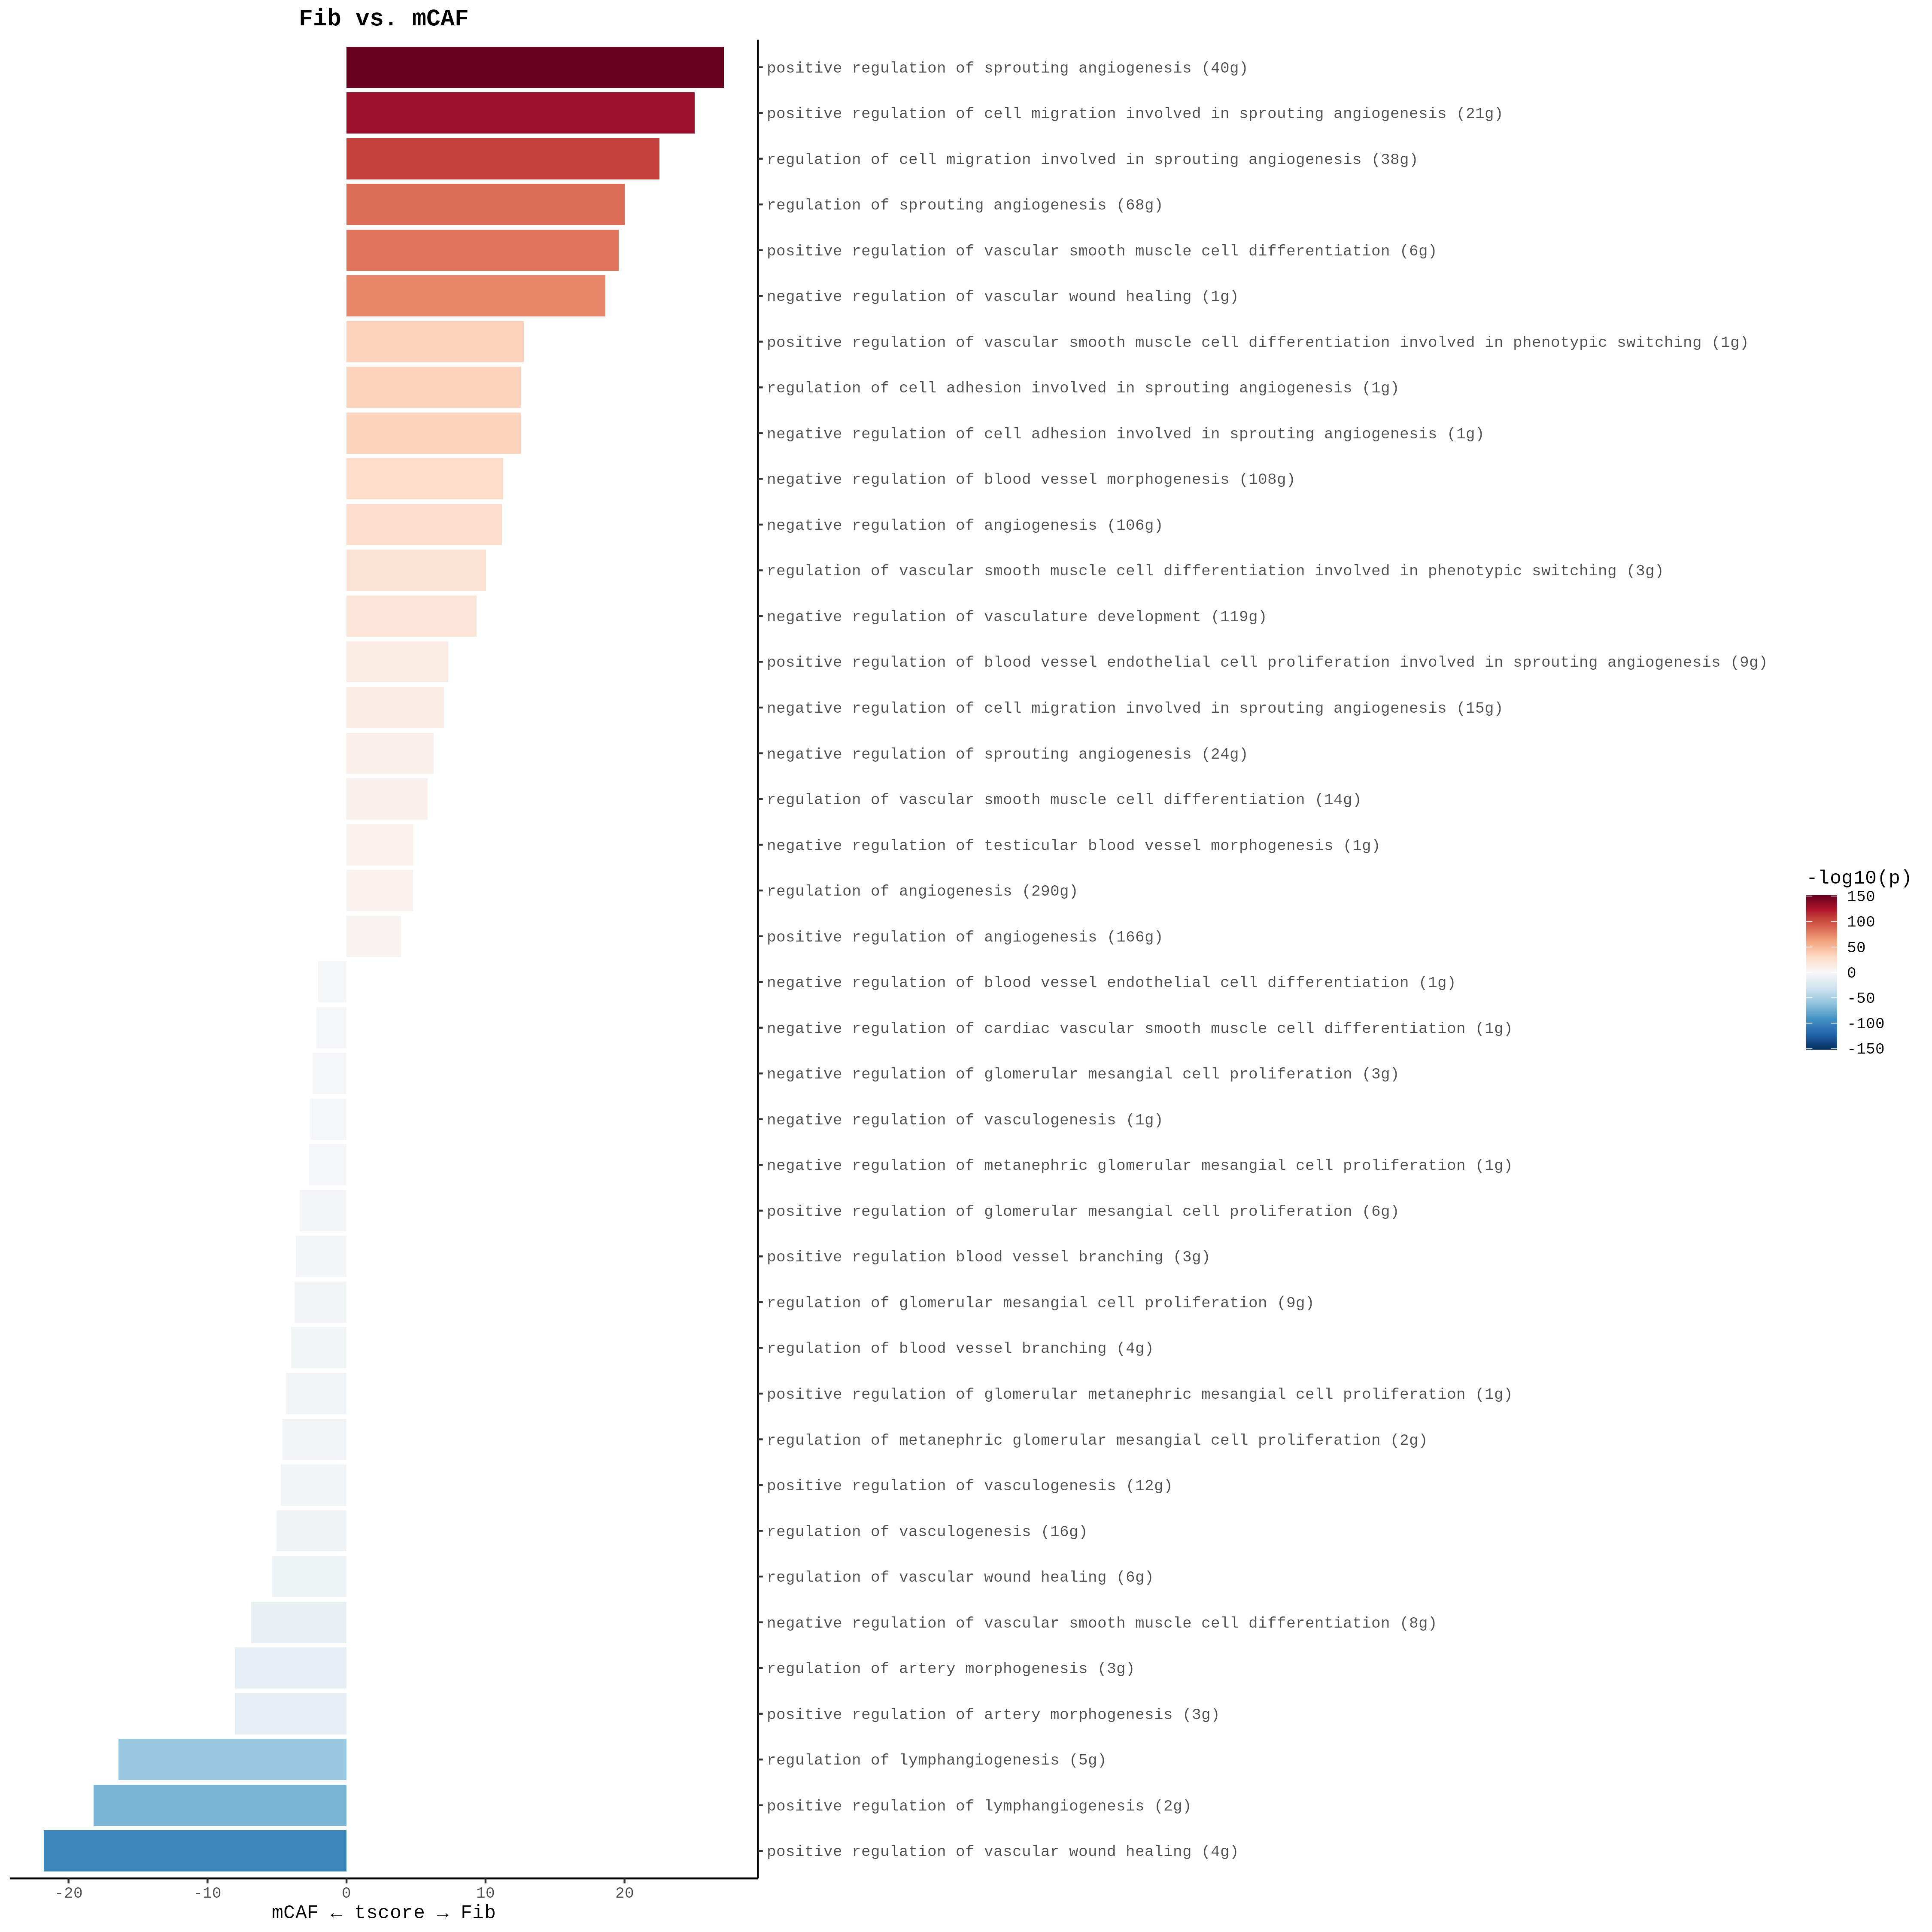 Fib vs. mCAF
positive regulation of sprouting angiogenesis (40g)
positive regulation of cell migration involved in sprouting angiogenesis (21g)
regulation of cell migration involved in sprouting angiogenesis (38g)
regulation of sprouting angiogenesis (68g)
positive regulation of vascular smooth muscle cell differentiation (6g)
negative regulation of vascular wound healing (1g)
positive regulation of vascular smooth muscle cell differentiation involved in phenotypic switching (1g)
regulation of cell adhesion involved in sprouting angiogenesis (1g)
negative regulation of cell adhesion involved in sprouting angiogenesis (1g)
negative regulation of blood vessel morphogenesis (108g)
negative regulation of angiogenesis (106g)
regulation of vascular smooth muscle cell differentiation involved in phenotypic switching (3g)
negative regulation of vasculature development (119g)
positive regulation of blood vessel endothelial cell proliferation involved in sprouting angiogenesis (9g)
negative regulation of cell migration involved in sprouting angiogenesis (15g)
negative regulation of sprouting angiogenesis (24g)
regulation of vascular smooth muscle cell differentiation (14g)
negative regulation of testicular blood vessel morphogenesis (1g)
regulation of angiogenesis (290g)
positive regulation of angiogenesis (166g)
negative regulation of blood vessel endothelial cell differentiation (1g)
negative regulation of cardiac vascular smooth muscle cell differentiation (1g)
negative regulation of glomerular mesangial cell proliferation (3g)
negative regulation of vasculogenesis (1g)
negative regulation of metanephric glomerular mesangial cell proliferation (1g)
positive regulation of glomerular mesangial cell proliferation (6g)
positive regulation blood vessel branching (3g)
regulation of glomerular mesangial cell proliferation (9g)
regulation of blood vessel branching (4g)
positive regulation of glomerular metanephric mesangial cell proliferation (1g)
regulation of metanephric glomerular mesangial cell proliferation (2g)
positive regulation of vasculogenesis (12g)
regulation of vasculogenesis (16g)
regulation of vascular wound healing (6g)
negative regulation of vascular smooth muscle cell differentiation (8g)
regulation of artery morphogenesis (3g)
positive regulation of artery morphogenesis (3g)
regulation of lymphangiogenesis (5g)
positive regulation of lymphangiogenesis (2g)
positive regulation of vascular wound healing (4g)
-20 -10 0 10 20
mCAF ← tscore → Fib
-log10(p)
150
100
50
0
-50
-100
-150